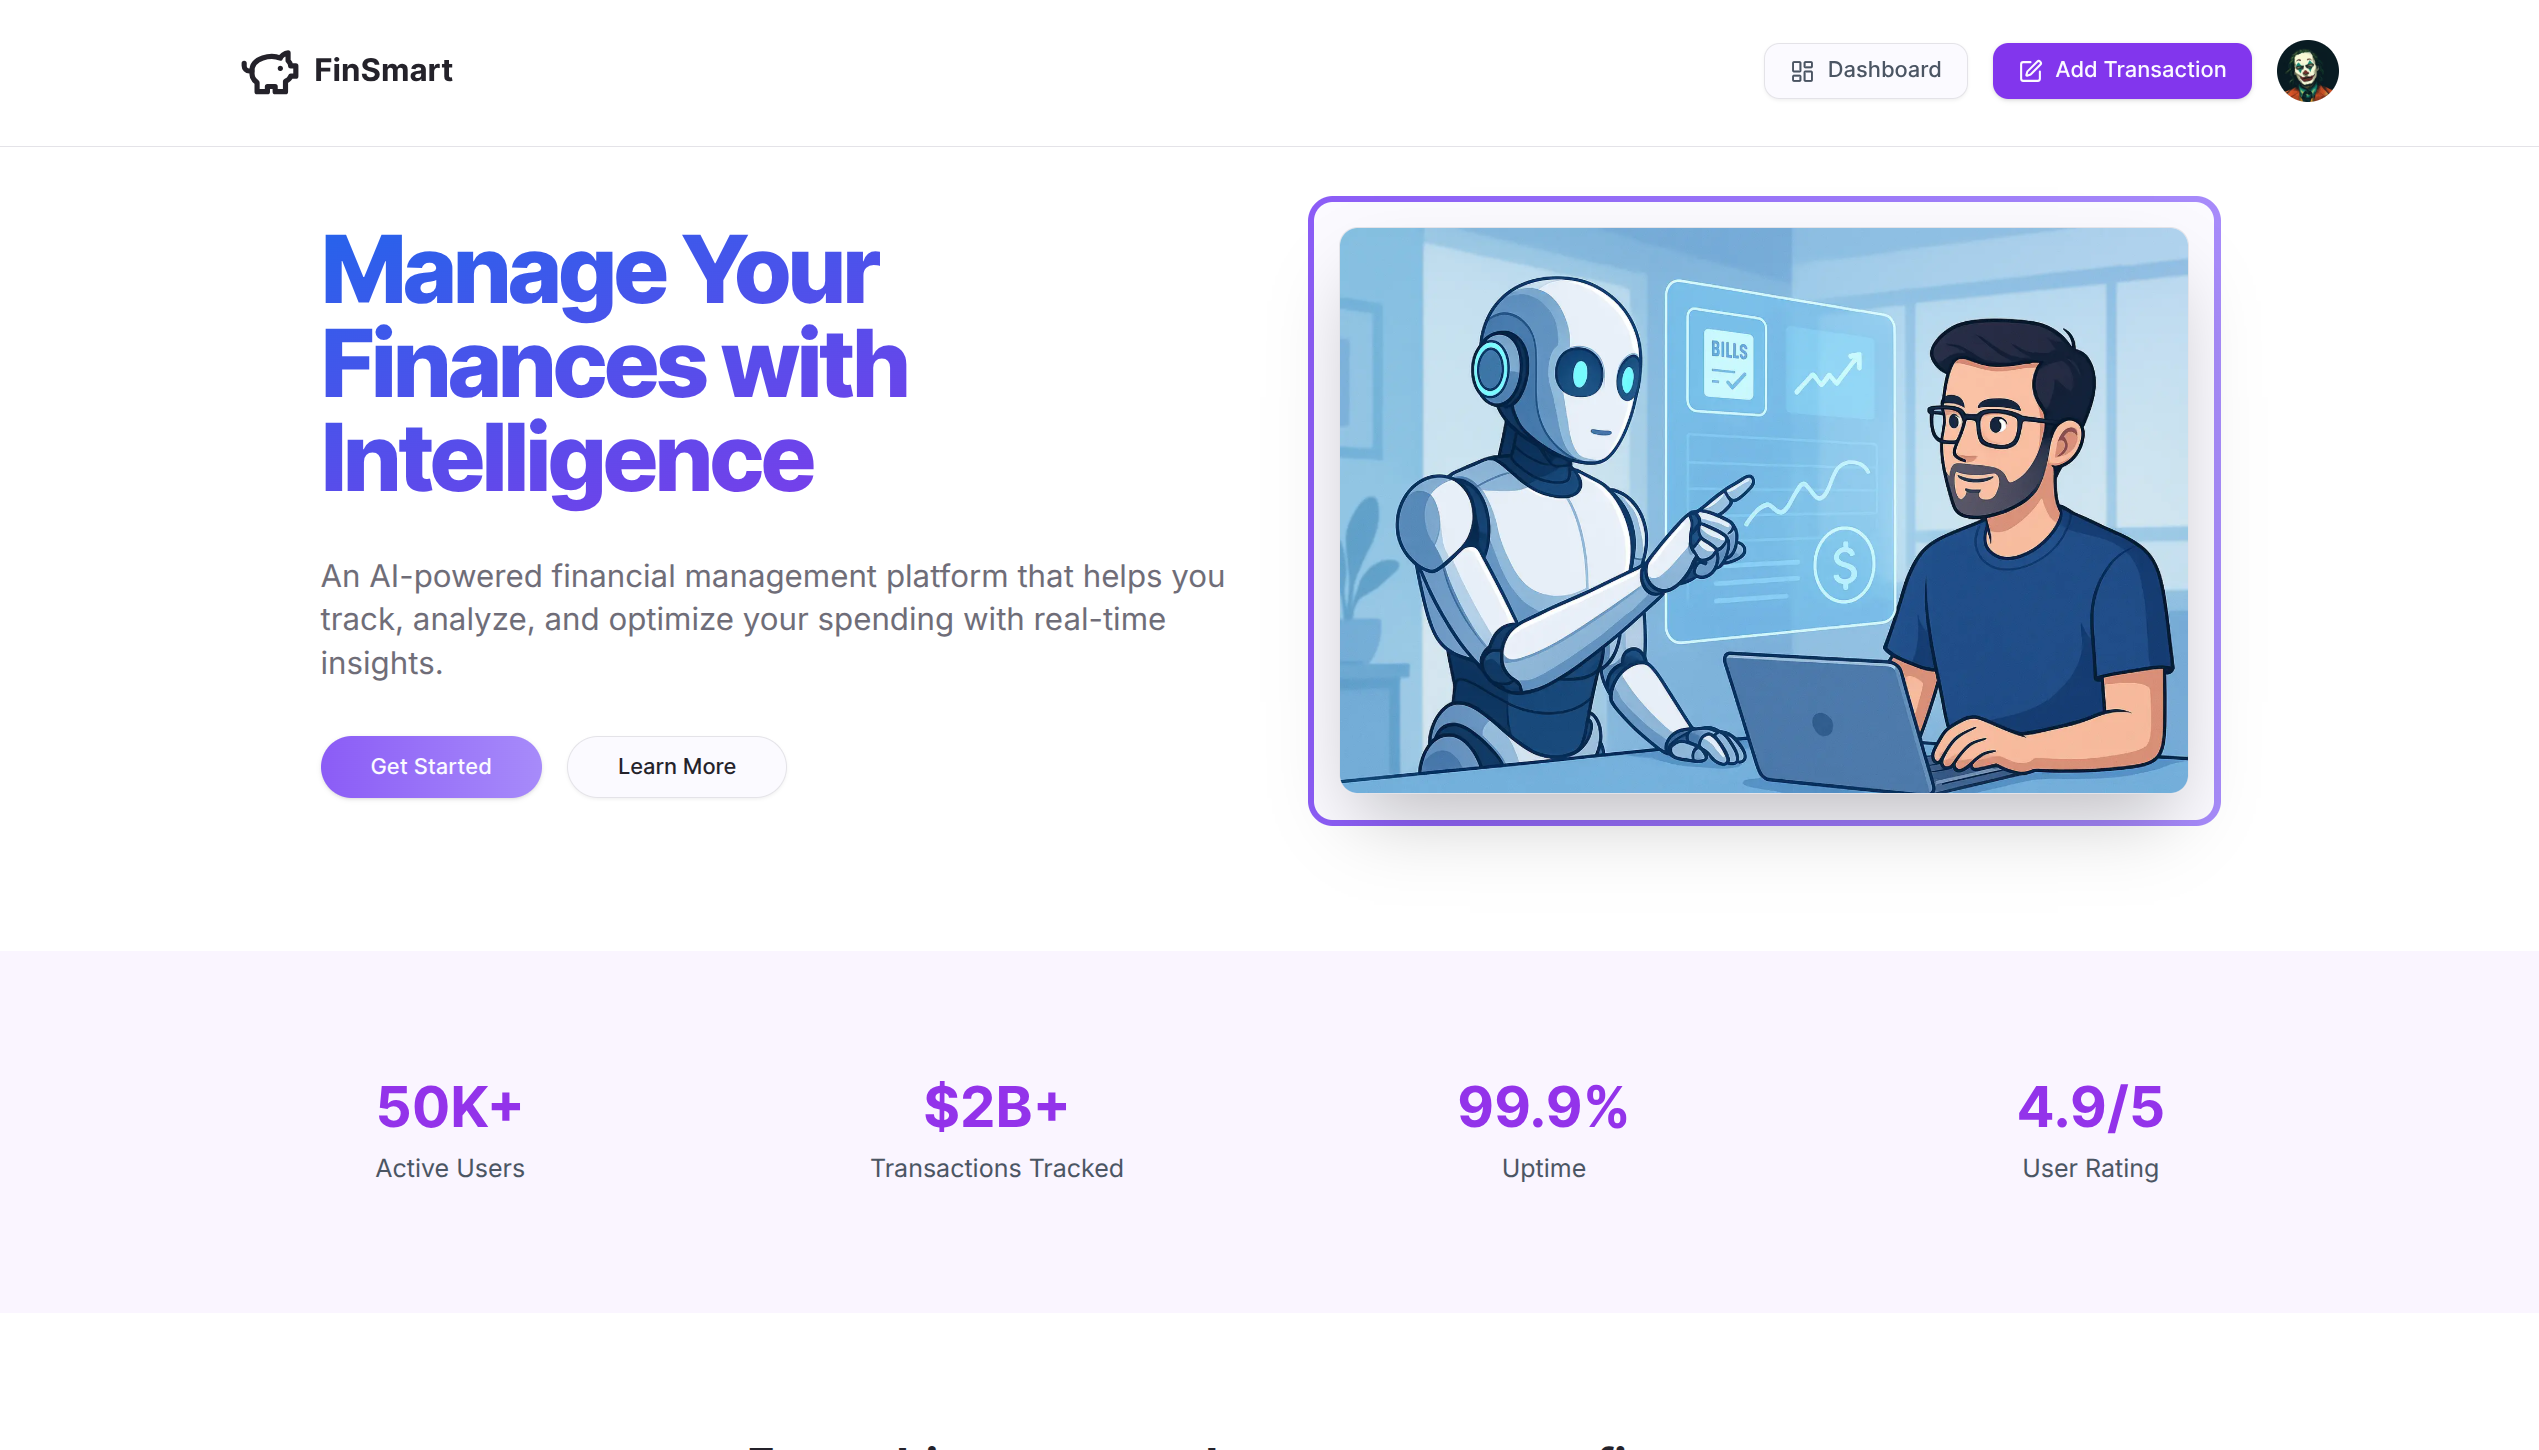 FinSmart
Dashboard
Add Transaction
Manage Your
Finances with
Intelligence
An AI-powered financial management platform that helps you
track, analyze, and optimize your spending with real-time
insights.
Get Started
Learn More
BILLS
$
50K+
$2B+
99.9%
4.9/5
Active Users
Transactions Tracked
Uptime
User Rating